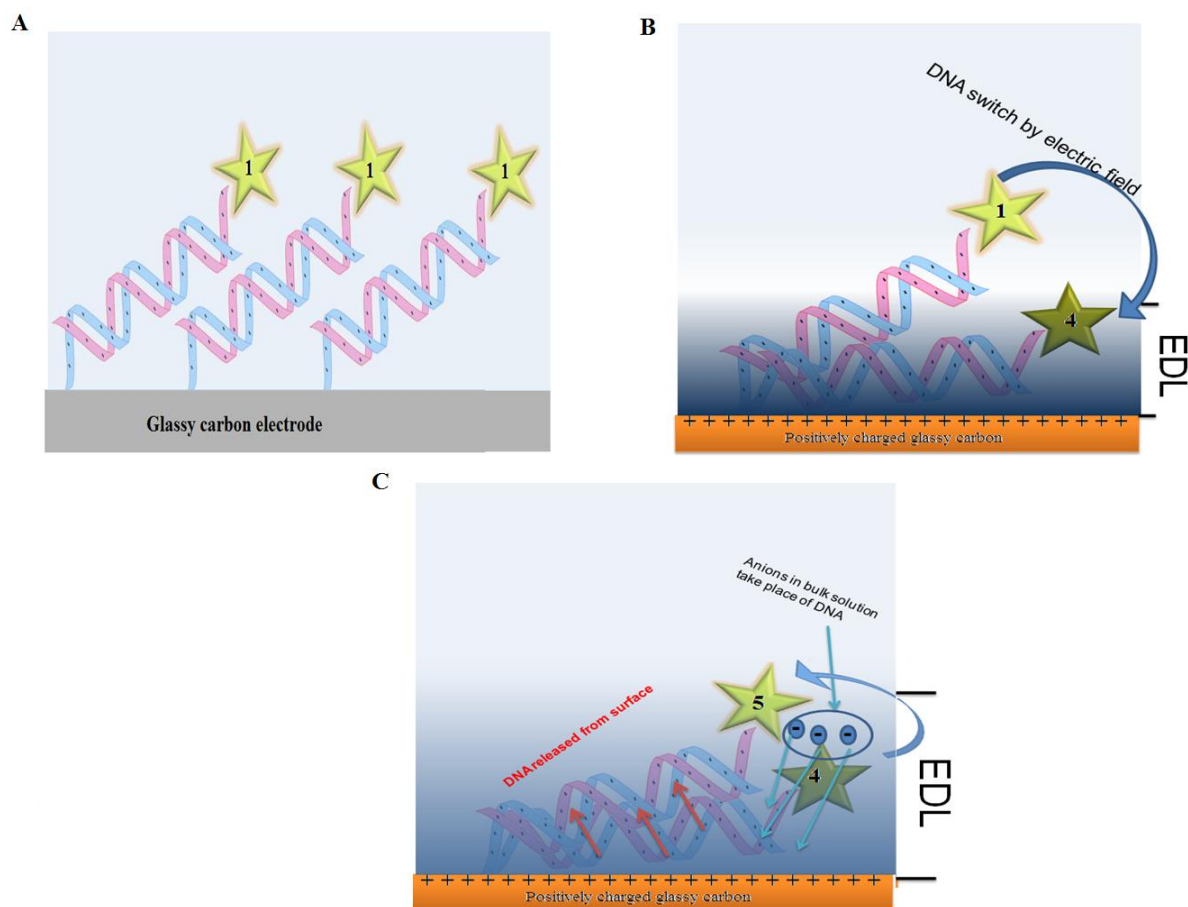 A
1
1
1
Glassy carbon electrode
B
DNA switch by electric field
1
4
EDL
+ + + + + + + + + + + + + + + + + + + + +
Positively charged glassy carbon
C
Anions in bulk solution
take place of DNA
DNA released from surface
5
- - -
4
EDL
+ + + + + + + + + + + + + + + + + + + + +
Positively charged glassy carbon